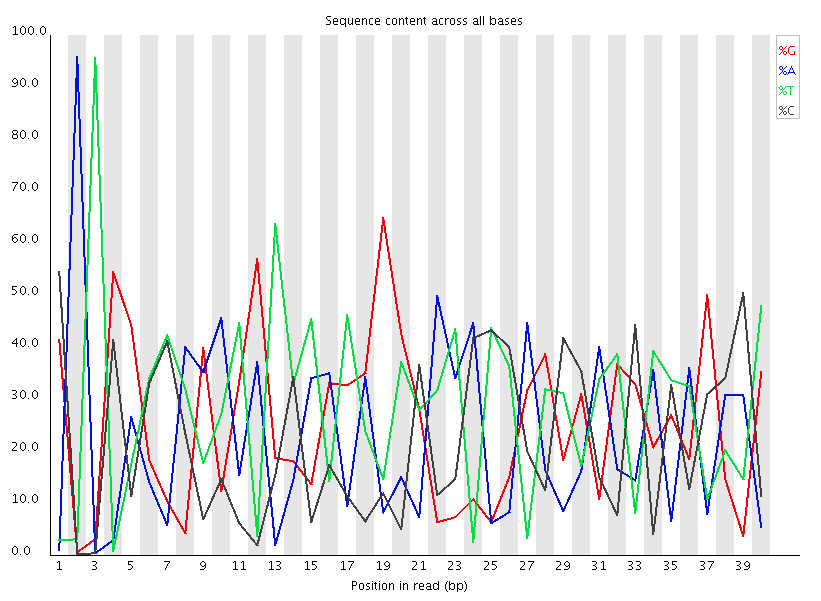 Sequence content across all bases
100.0
90.0
80.0
70.0
60.0
50.0
40.0
30.0
20.0
10.0
0.0
%G
%A
%T
%C
1 3 5 7 9 11 13 15 17 19 21 23 25 27 29 31 33 35 37 39
Position in read (bp)